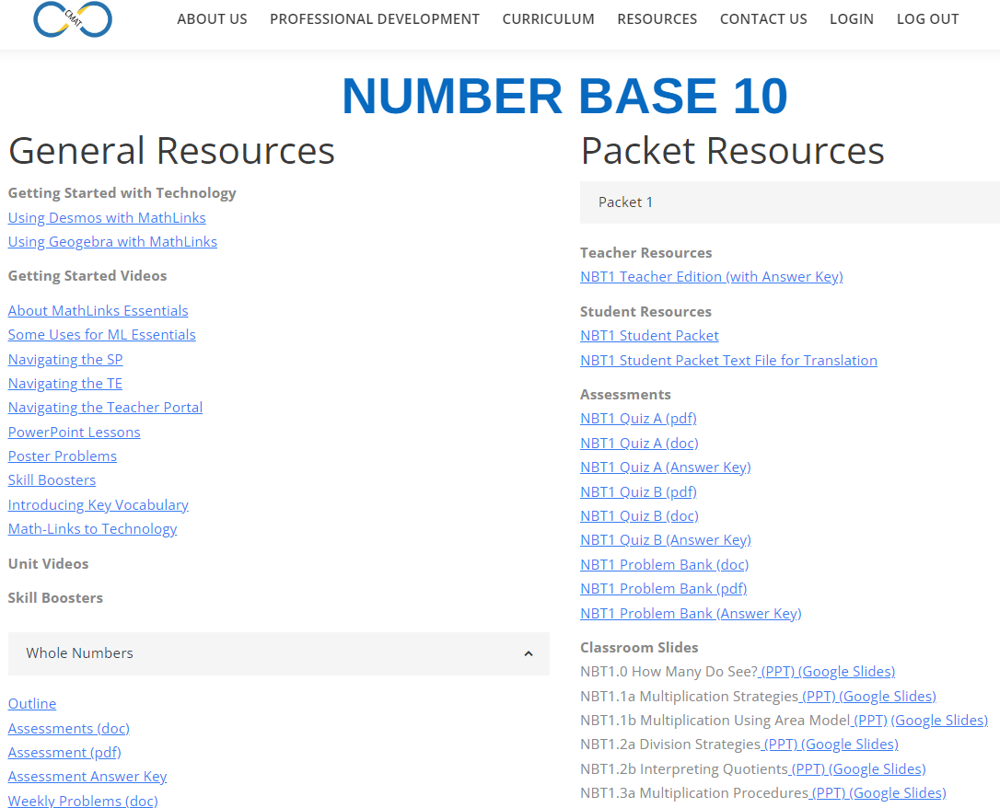 CMAT
ABOUT US PROFESSIONAL DEVELOPMENT CURRICULUM RESOURCES CONTACT US LOGIN LOG OUT
NUMBER BASE 10
General Resources
Getting Started with Technology
Using Desmos with MathLinks
Using Geogebra with MathLinks
Getting Started Videos
About MathLinks Essentials
Some Uses for ML Essentials
Navigating the SP
Navigating the TE
Navigating the Teacher Portal
PowerPoint Lessons
Poster Problems
Skill Boosters
Introducing Key Vocabulary
Math-Links to Technology
Unit Videos
Skill Boosters
Whole Numbers
Outline
Assessments (doc)
Assessment (pdf)
Assessment Answer Key
Weekly Problems (doc)
Packet Resources
Packet 1
Teacher Resources
NBT1 Teacher Edition (with Answer Key)
Student Resources
NBT1 Student Packet
NBT1 Student Packet Text File for Translation
Assessments
NBT1 Quiz A (pdf)
NBT1 Quiz A (doc)
NBT1 Quiz A (Answer Key)
NBT1 Quiz B (pdf)
NBT1 Quiz B (doc)
NBT1 Quiz B (Answer Key)
NBT1 Problem Bank (doc)
NBT1 Problem Bank (pdf)
NBT1 Problem Bank (Answer Key)
Classroom Slides
NBT1.0 How Many Do See? (PPT) (Google Slides)
NBT1.1a Multiplication Strategies (PPT) (Google Slides)
NBT1.1b Multiplication Using Area Model (PPT) (Google Slides)
NBT1.2a Division Strategies (PPT) (Google Slides)
NBT1.2b Interpreting Quotients (PPT) (Google Slides)
NBT1.3a Multiplication Procedures (PPT) (Google Slides)